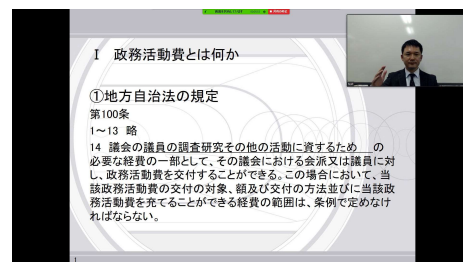 Ⅰ 政務活動費とは何か
①地方自治法の規定
第100条
1～13 略
14 議会の議員の調査研究その他の活動に資するため の
必要な経費の一部として、その議会における会派又は議員に対
し、政務活動費を交付することができる。この場合において、当
該政務活動費の交付の対象、額及び交付の方法並びに当該政
務活動費を充てることができる経費の範囲は、条例で定めなけ
ればならない。
1